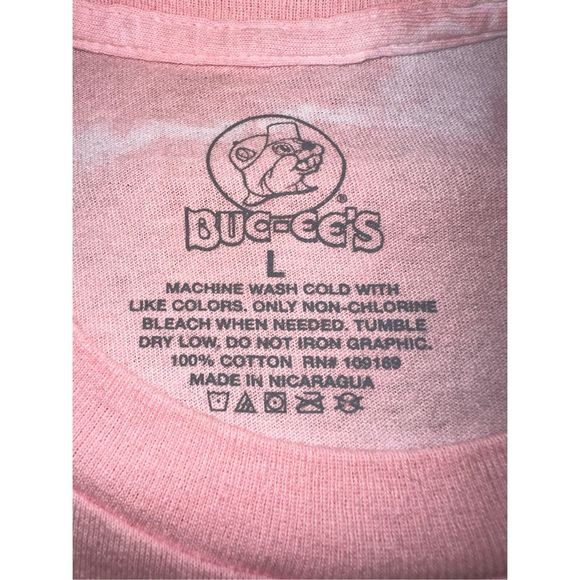 BUC-EE'S®
L
MACHINE WASH COLD WITH
LIKE COLORS. ONLY NON-CHLORINE
BLEACH WHEN NEEDED. TUMBLE
DRY LOW. DO NOT IRON GRAPHIC.
100% COTTON RN# 109169
MADE IN NICARAGUA